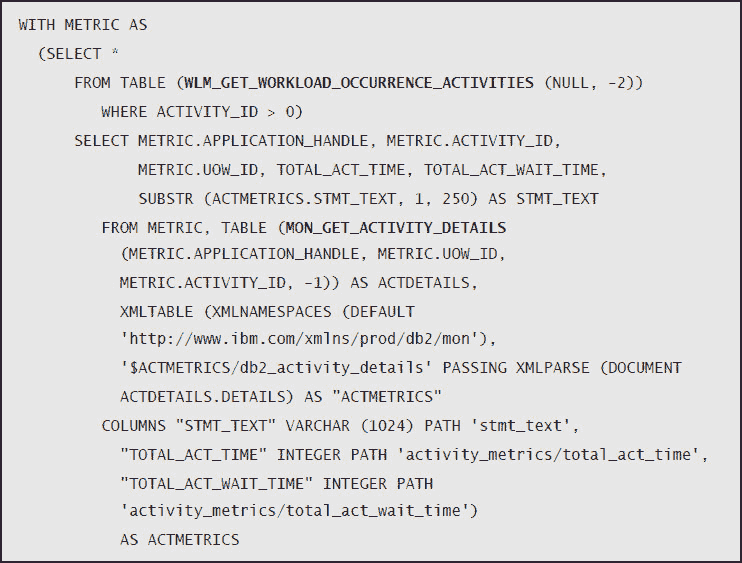 WITH METRIC AS
(SELECT *
FROM TABLE (WLM_GET_WORKLOAD_OCCURRENCE_ACTIVITIES (NULL, -2))
WHERE ACTIVITY_ID > 0)
SELECT METRIC.APPLICATION_HANDLE, METRIC.ACTIVITY_ID,
METRIC.UOW_ID, TOTAL_ACT_TIME, TOTAL_ACT_WAIT_TIME,
SUBSTR (ACTMETRICS.STMT_TEXT, 1, 250) AS STMT_TEXT
FROM METRIC, TABLE (MON_GET_ACTIVITY_DETAILS
(METRIC.APPLICATION_HANDLE, METRIC.UOW_ID,
METRIC.ACTIVITY_ID, -1)) AS ACTDETAILS,
XMLTABLE (XMLNAMESPACES (DEFAULT
'http://www.ibm.com/xmlns/prod/db2/mon'),
'$ACTMETRICS/db2_activity_details' PASSING XMLPARSE (DOCUMENT
ACTDETAILS.DETAILS) AS "ACTMETRICS"
COLUMNS "STMT_TEXT" VARCHAR (1024) PATH 'stmt_text',
"TOTAL_ACT_TIME" INTEGER PATH 'activity_metrics/total_act_time',
"TOTAL_ACT_WAIT_TIME" INTEGER PATH
'activity_metrics/total_act_wait_time')
AS ACTMETRICS